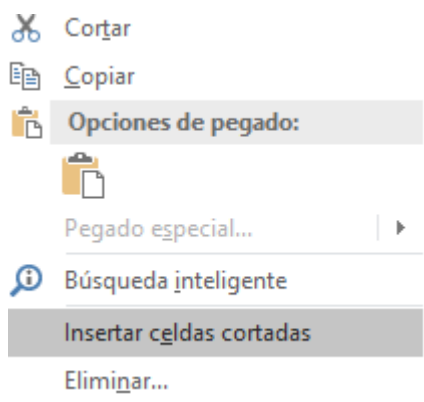 Cortar
Copiar
Opciones de pegado:
Pegado especial...
Búsqueda inteligente
Insertar celdas cortadas
Eliminar...